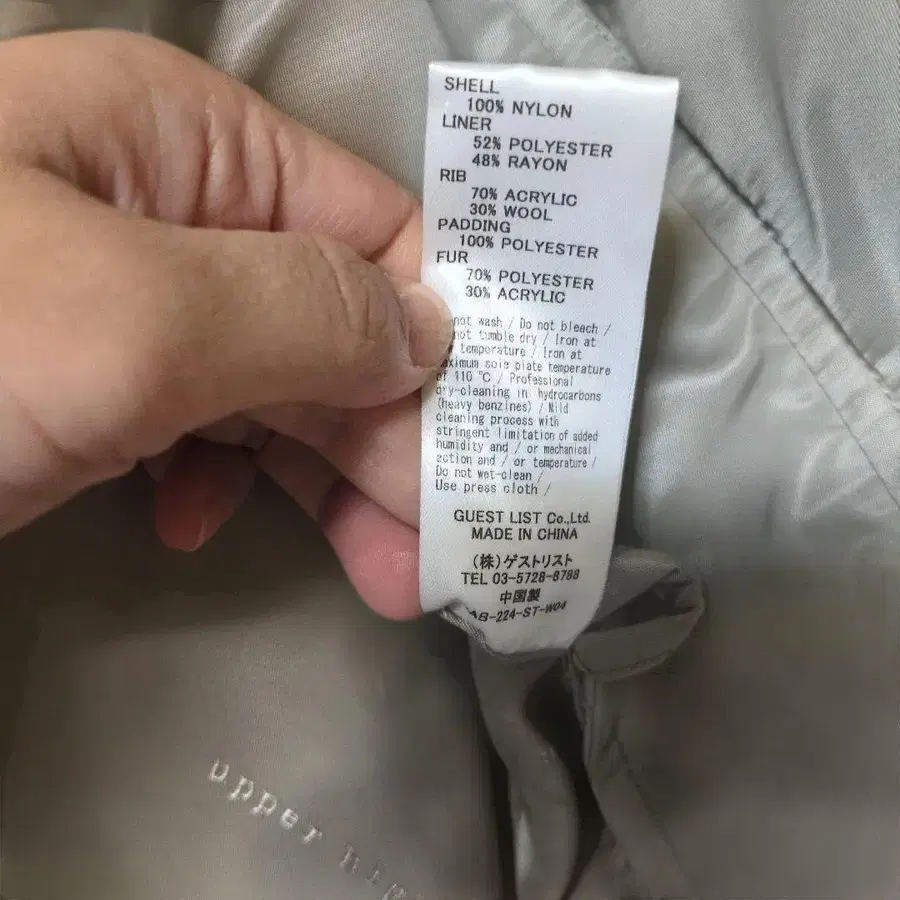 SHELL
100% NYLON
LINER
52% POLYESTER
48% RAYON
RIB
70% ACRYLIC
30% WOOL
PADDING
100% POLYESTER
FUR
70% POLYESTER
30% ACRYLIC
not wash / Do not bleach /
not tumble dry / Iron at
temperature / Iron at
maximum sole plate temperature
of 110 °C / Professional
dry-cleaning in hydrocarbons
(heavy benzines) / Mild
cleaning process with
stringent limitation of added
humidity and / or mechanical
action and / or temperature /
Do not wet-clean /
Use press cloth /
GUEST LIST Co.,Ltd.
MADE IN CHINA
(株)ゲストリスト
TEL 03-5728-8788
中国製
AB-224-ST-W04
upper